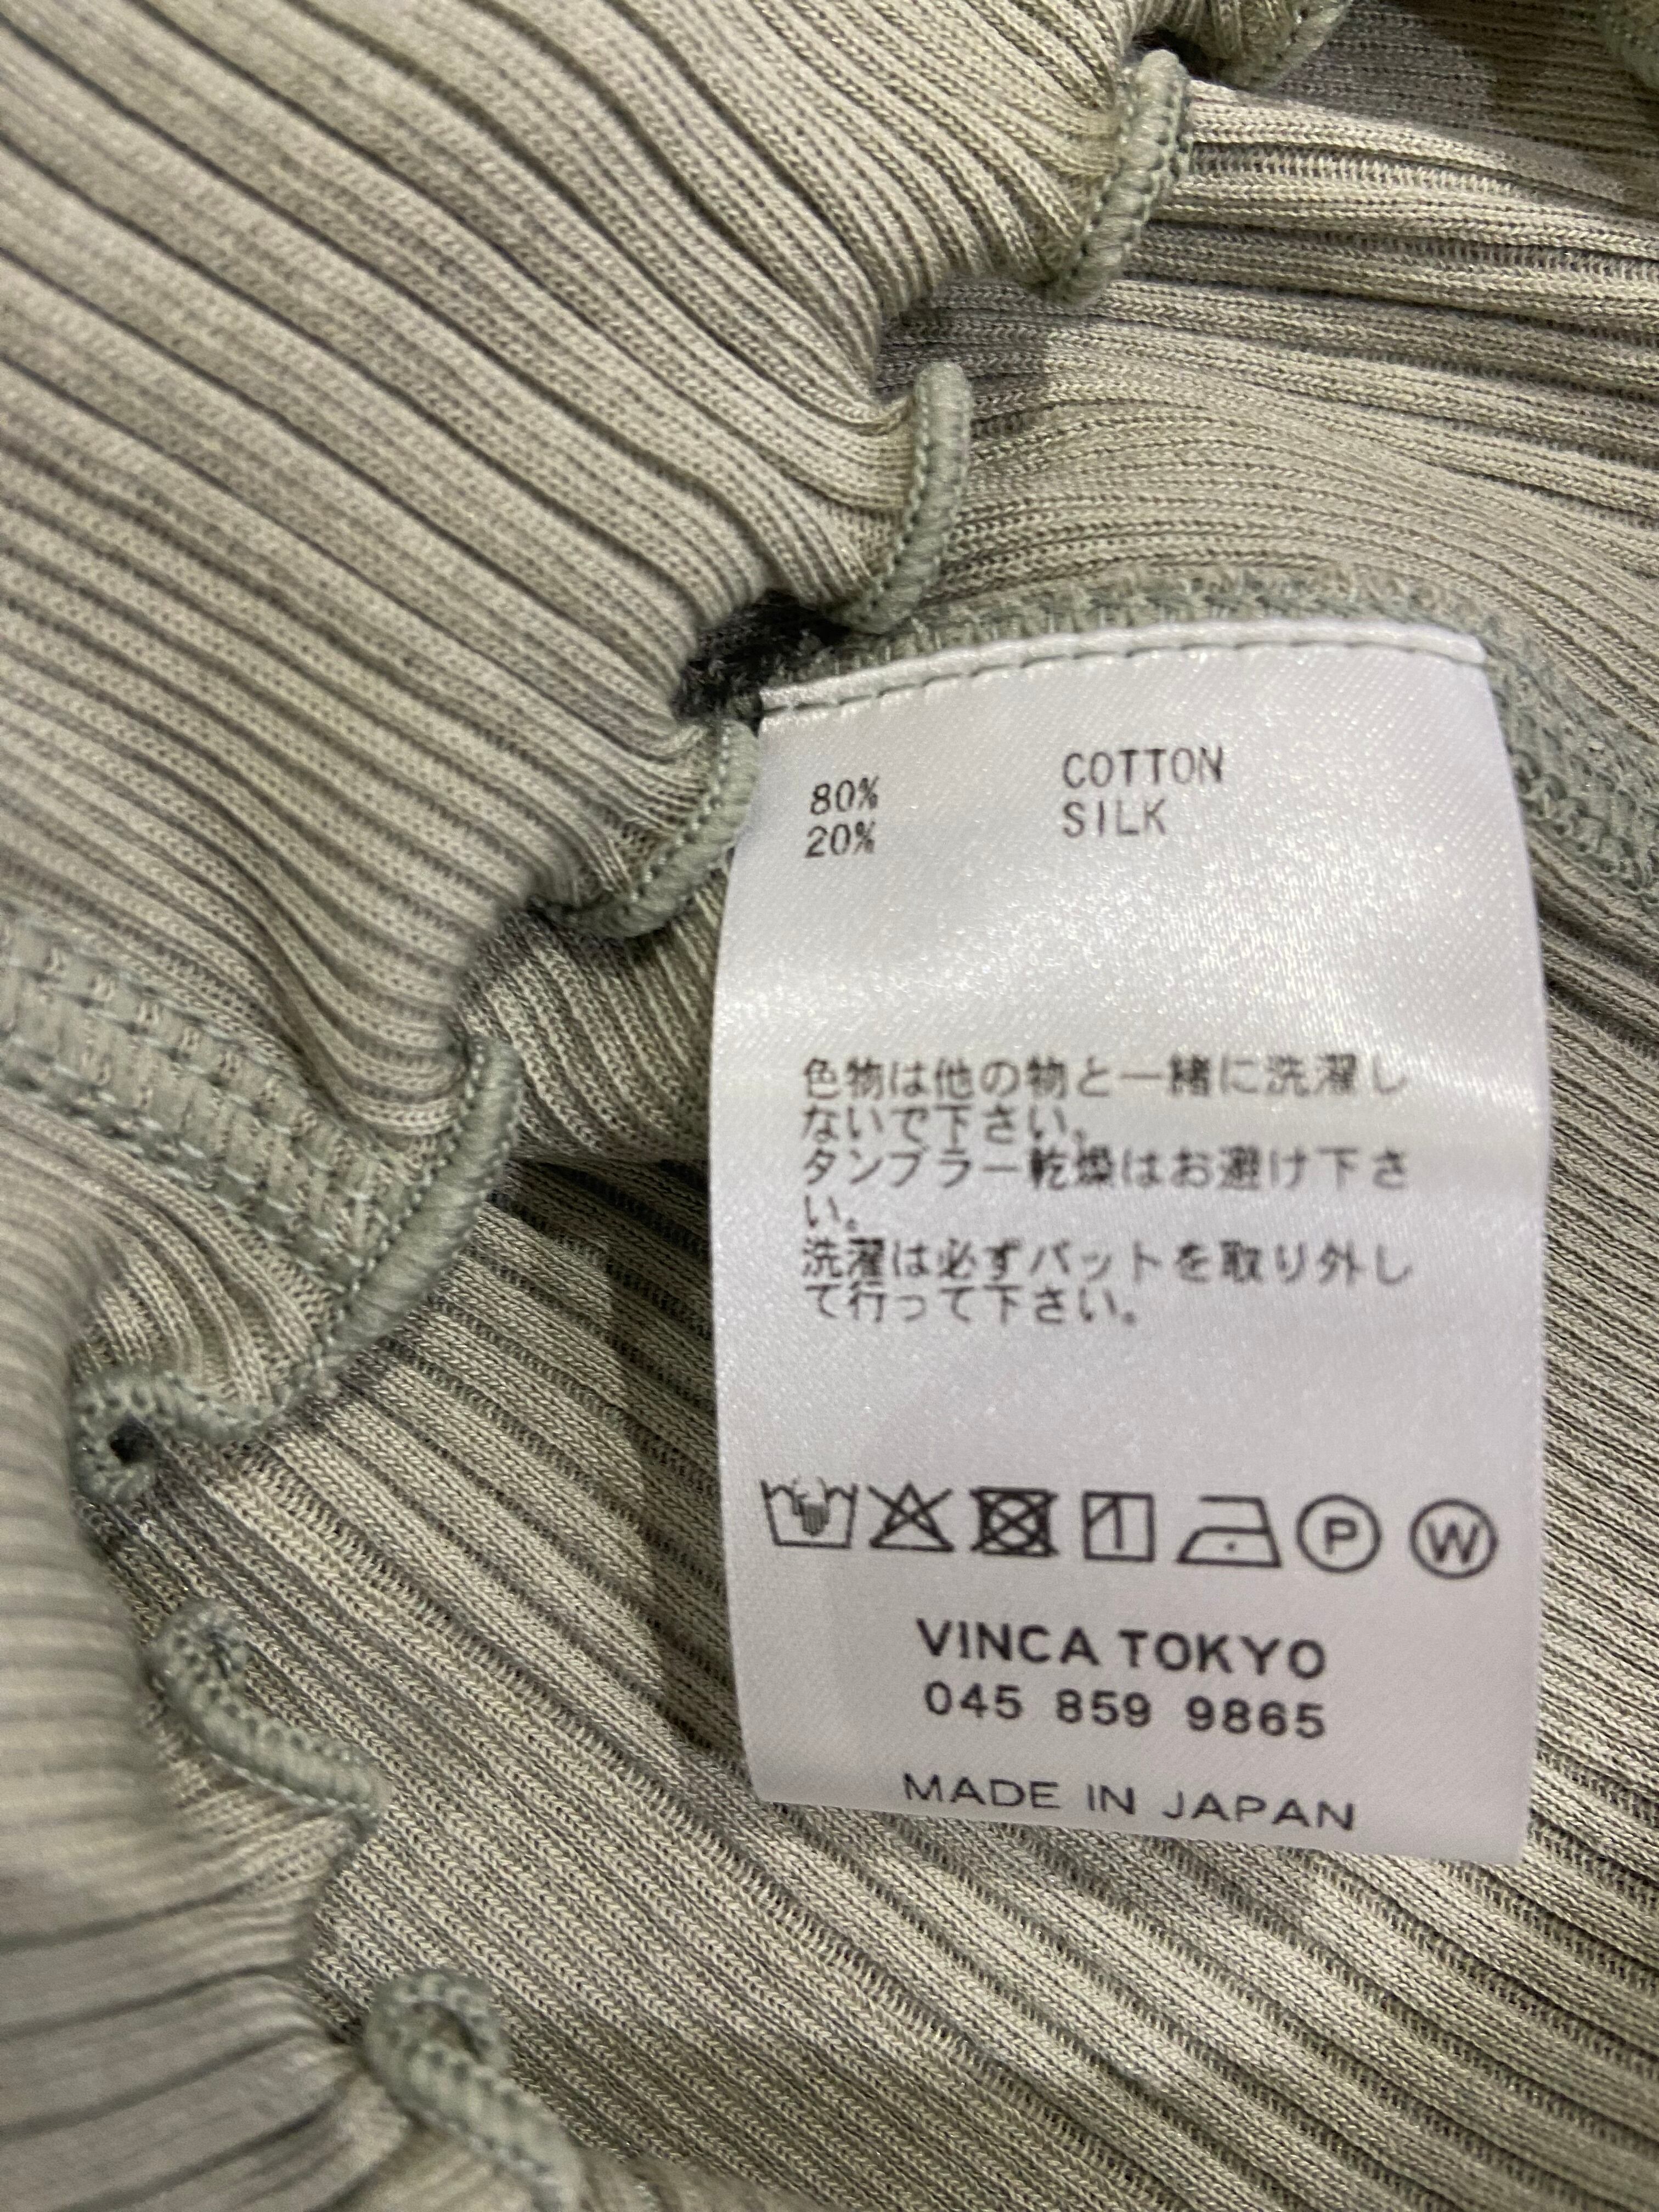 80% COTTON
20% SILK
色物は他の物と一緒に洗濯し
ないで下さい。
タンブラー乾燥はお避け下さ
い。
洗濯は必ずパットを取り外し
て行って下さい。
P W
VINCA TOKYO
045 859 9865
MADE IN JAPAN